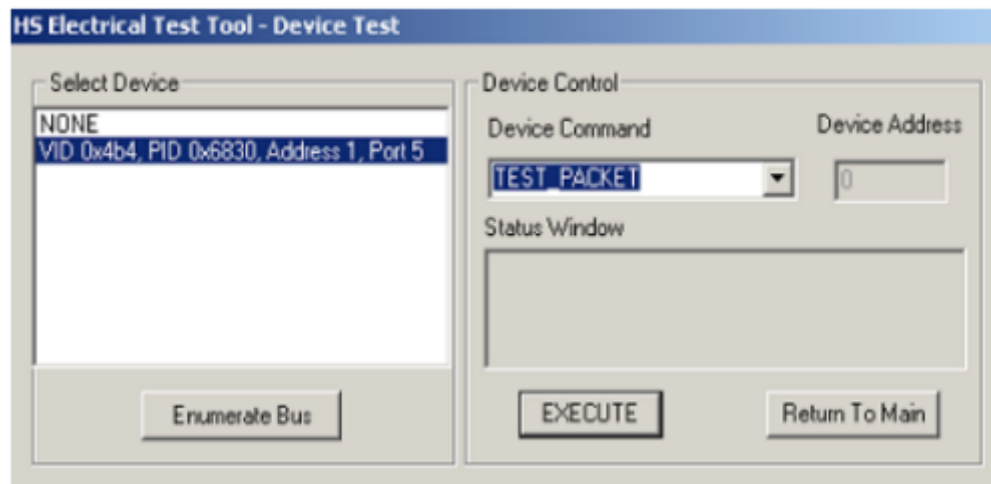 HS Electrical Test Tool - Device Test
Select Device
NONE
VID 0x4b4, PID 0x6830, Address 1, Port 5
Enumerate Bus
Device Control
Device Command
Device Address
TEST_PACKET
0
Status Window
EXECUTE
Return To Main